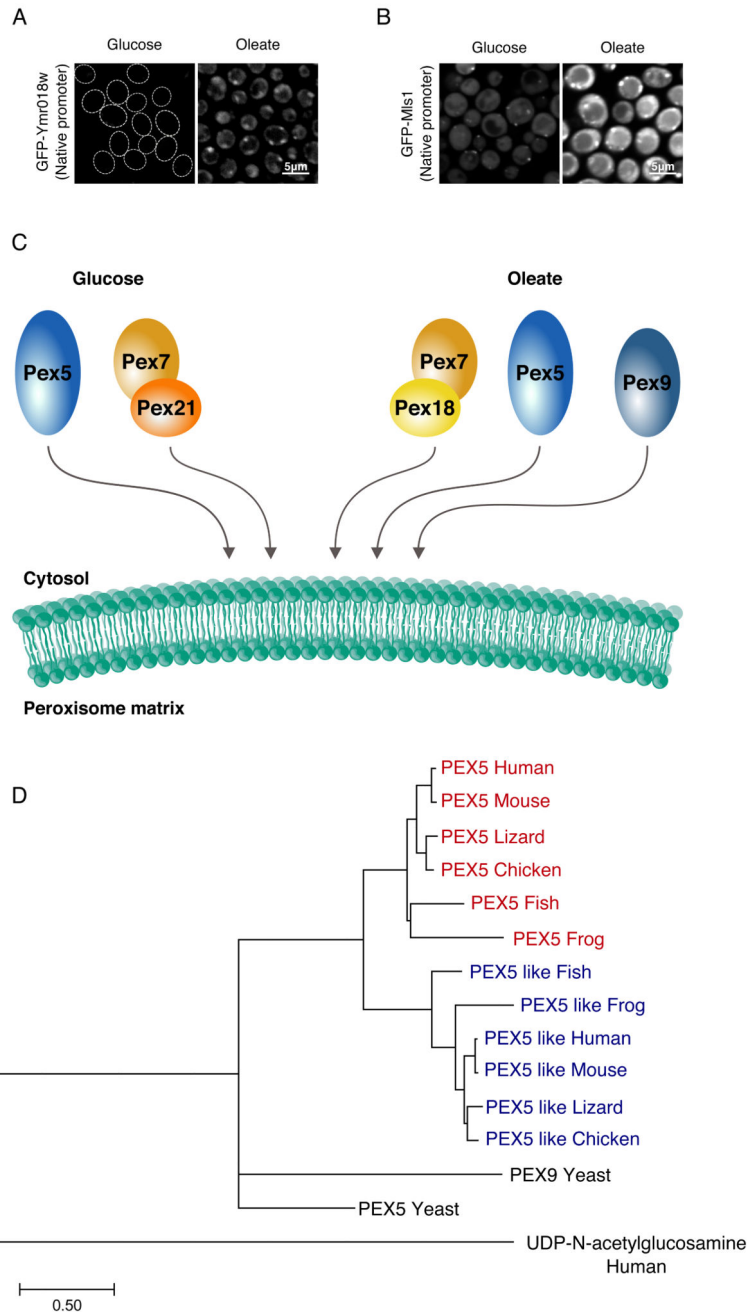 A
Glucose
Oleate
GFP-Ymr018w
(Native promoter)
5μm
B
Glucose
Oleate
GFP-Mls1
(Native promoter)
5μm
C
Glucose
Oleate
Pex5
Pex7
Pex21
Pex7
Pex18
Pex5
Pex9
Cytosol
Peroxisome matrix
D
PEX5 Human
PEX5 Mouse
PEX5 Lizard
PEX5 Chicken
PEX5 Fish
PEX5 Frog
PEX5 like Fish
PEX5 like Frog
PEX5 like Human
PEX5 like Mouse
PEX5 like Lizard
PEX5 like Chicken
PEX9 Yeast
PEX5 Yeast
UDP-N-acetylglucosamine
Human
0.50